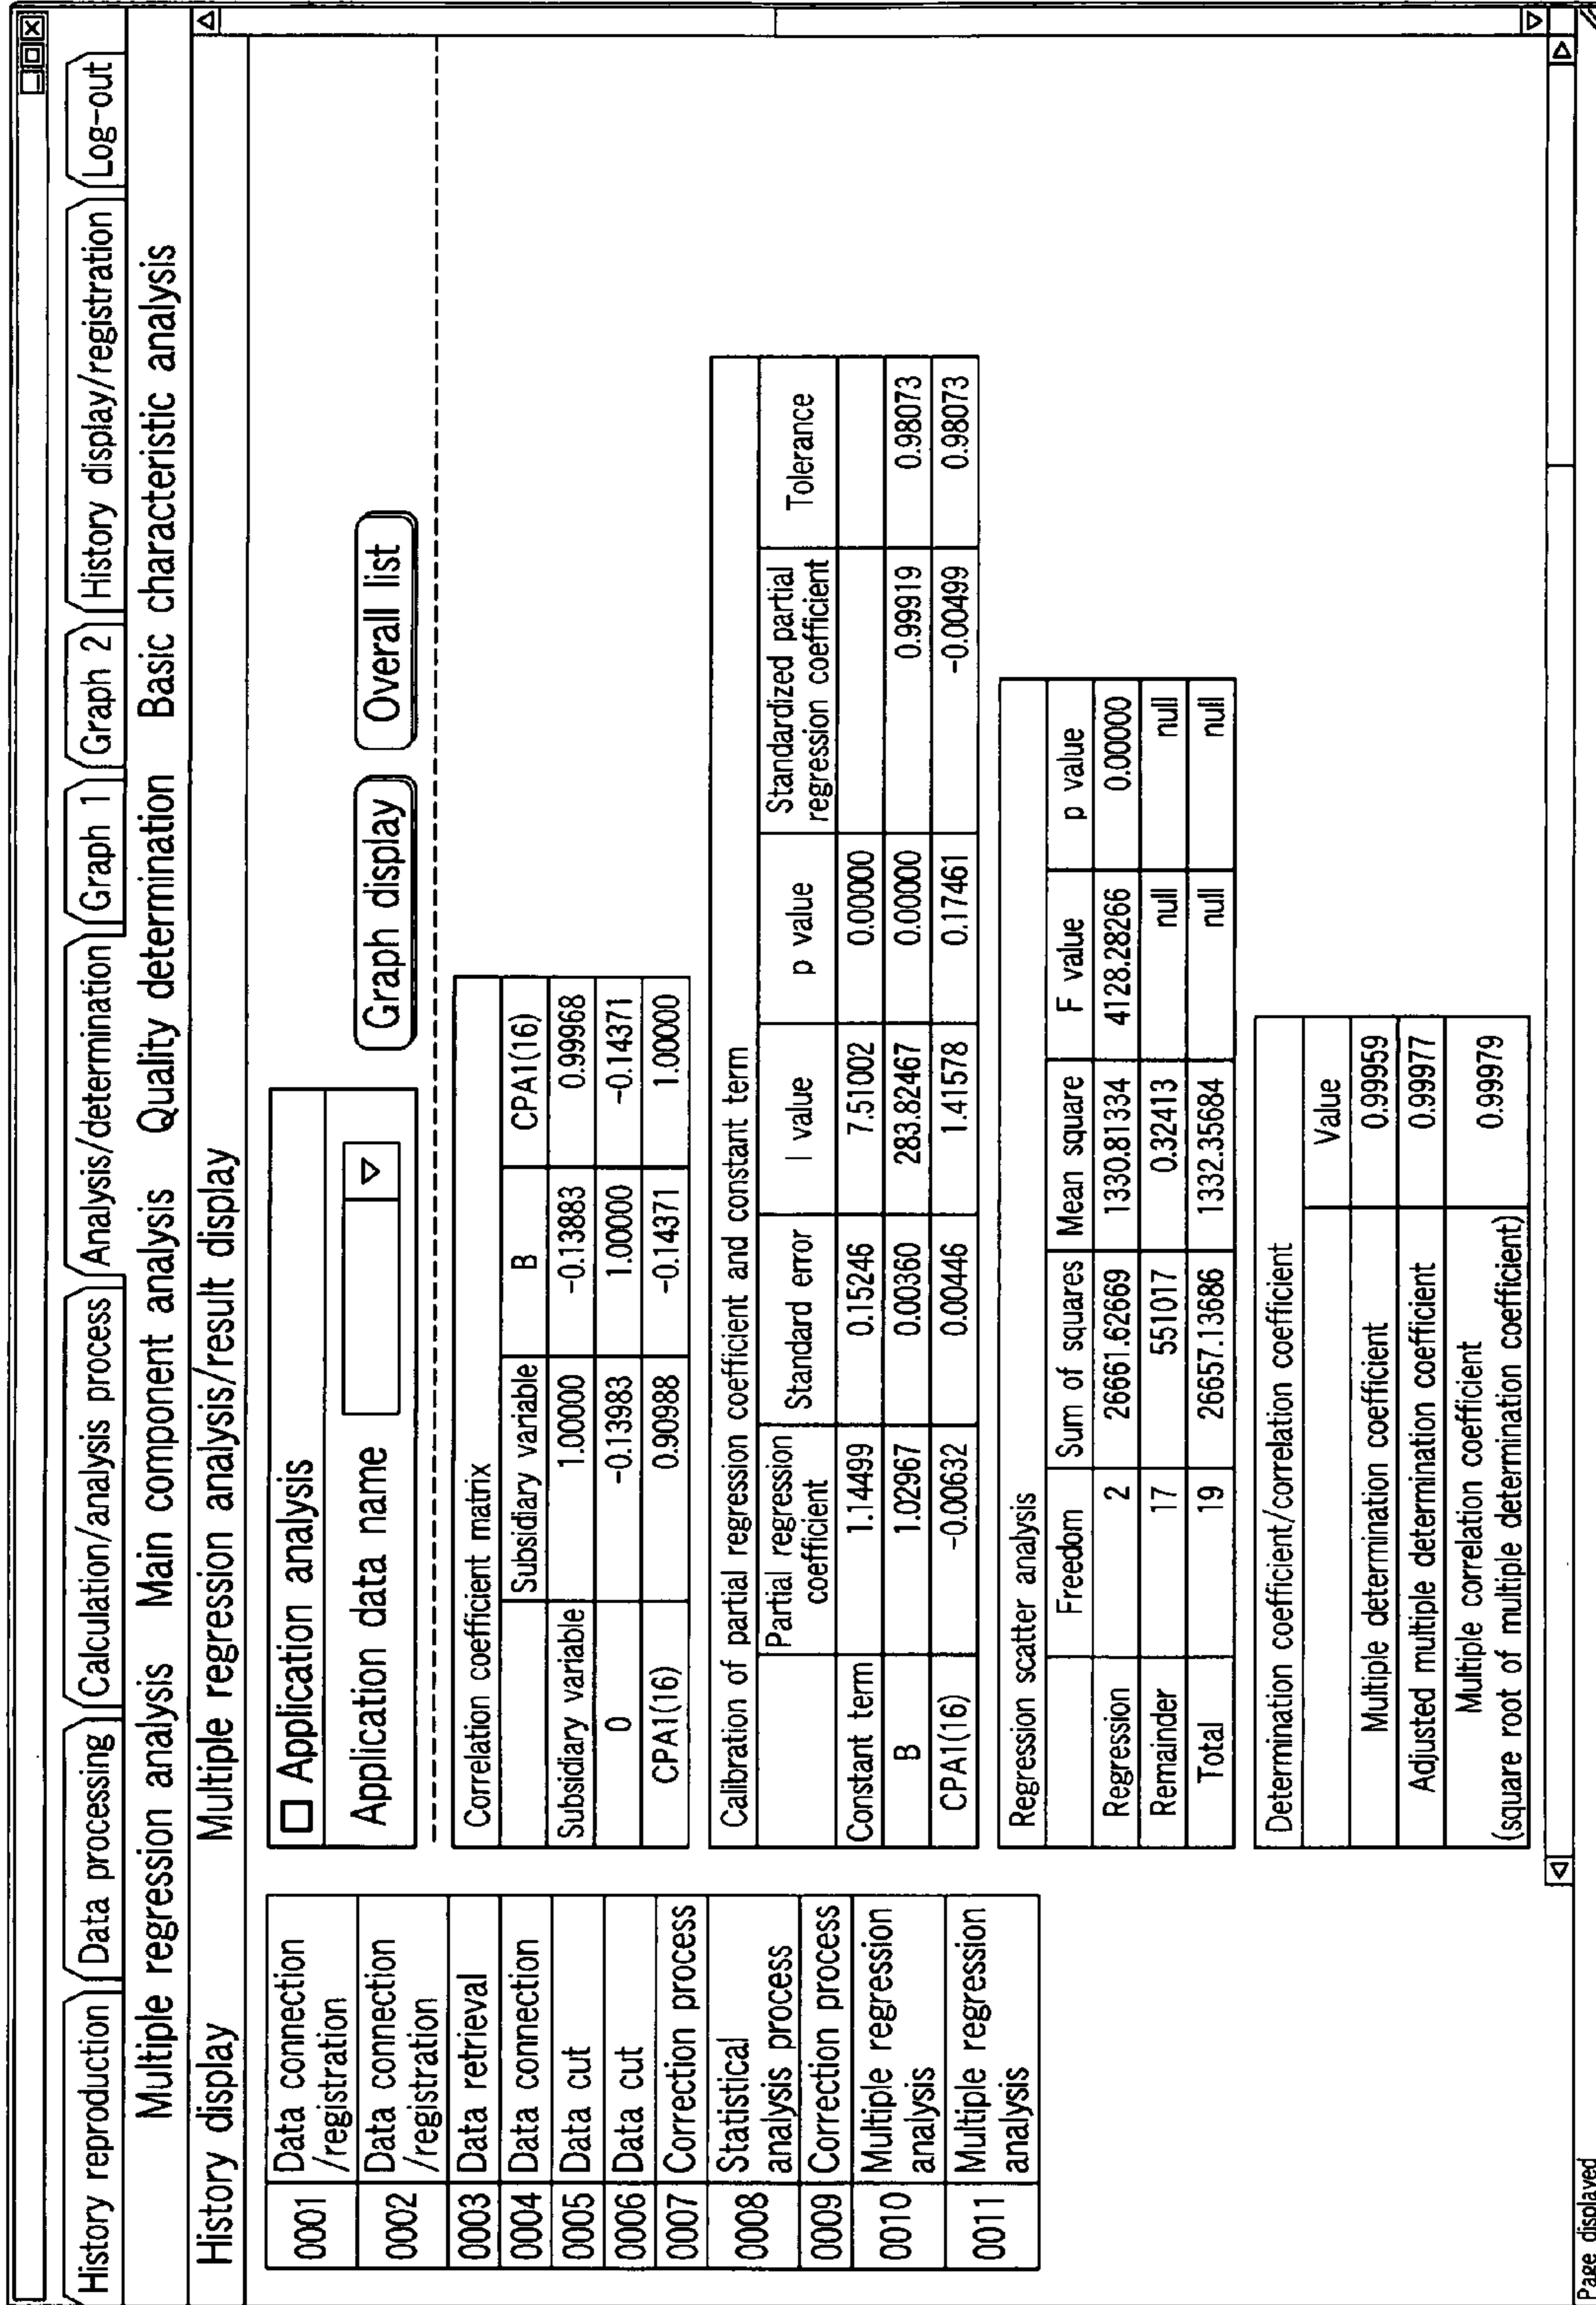 History reproduction Data processing Calculation/analysis process Analysis/determination Graph 1 Graph 2 History display/registration Log-out
Multiple regression analysis Main component analysis Quality determination Basic characteristic analysis
History display Multiple regression analysis/result display
0001 Data connection
/registration
0002 Data connection
/registration
0003 Data retrieval
0004 Data connection
0005 Data cut
0006 Data cut
0007 Correction process
0008 Statistical
analysis process
0009 Correction process
0010 Multiple regression
analysis
0011 Multiple regression
analysis
Application analysis
Application data name
Graph display Overall list
Correlation coefficient matrix
Subsidiary variable B CPA1(16)
Subsidiary variable 1.00000 -0.13883 0.99968
0 -0.13983 1.00000 -0.14371
CPA1(16) 0.90988 -0.14371 1.00000
Calibration of partial regression coefficient and constant term
Partial regression
coefficient Standard error | value p value Standardized partial
regression coefficient Tolerance
Constant term 1.14499 0.15246 7.51002 0.00000
B 1.02967 0.00360 283.82467 0.00000 0.99919 0.98073
CPA1(16) -0.00632 0.00446 1.41578 0.17461 -0.00499 0.98073
Regression scatter analysis
Freedom Sum of squares Mean square F value p value
Regression 2 26661.62669 1330.81334 4128.28266 0.00000
Remainder 17 551017 0.32413 null null
Total 19 26657.13686 1332.35684 null null
Determination coefficient/correlation coefficient
Value
Multiple determination coefficient 0.99959
Adjusted multiple determination coefficient 0.99977
Multiple correlation coefficient
(square root of multiple determination coefficient) 0.99979
Page displayed